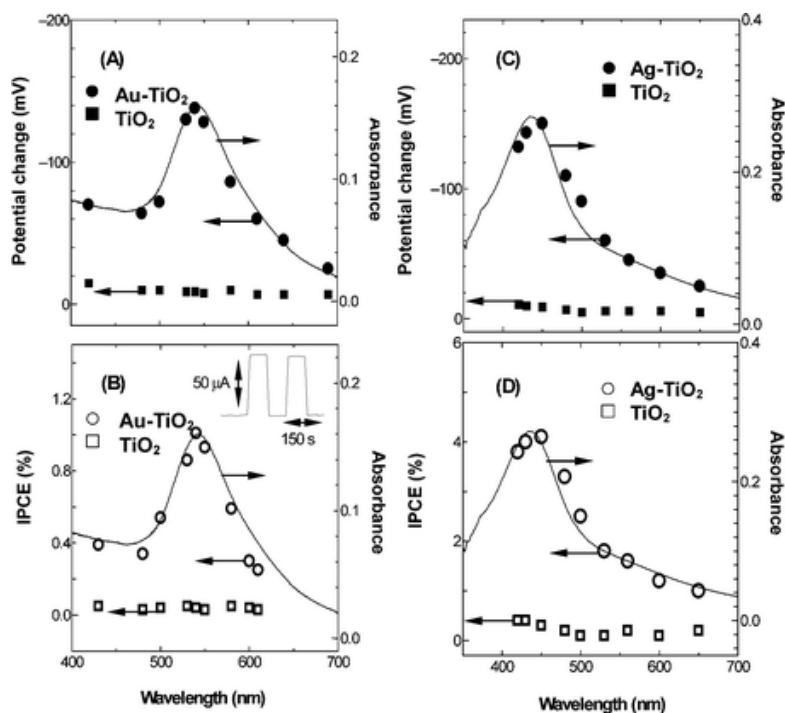 (A)
Au-TiO2
TiO2
Potential change (mV)
-200
-100
0
Absorbance
0.2
0.1
0.0
(C)
Ag-TiO2
TiO2
Potential change (mV)
-200
-100
0
Absorbance
0.4
0.2
0.0
(B)
Au-TiO2
TiO2
50 μA
150 s
IPCE (%)
1.2
1.0
0.4
0.0
Absorbance
0.2
0.1
0.0
400 500 600 700
Wavelength (nm)
(D)
Ag-TiO2
TiO2
IPCE (%)
6
4
2
0
Absorbance
0.4
0.2
0.0
400 500 600 700
Wavelength (nm)